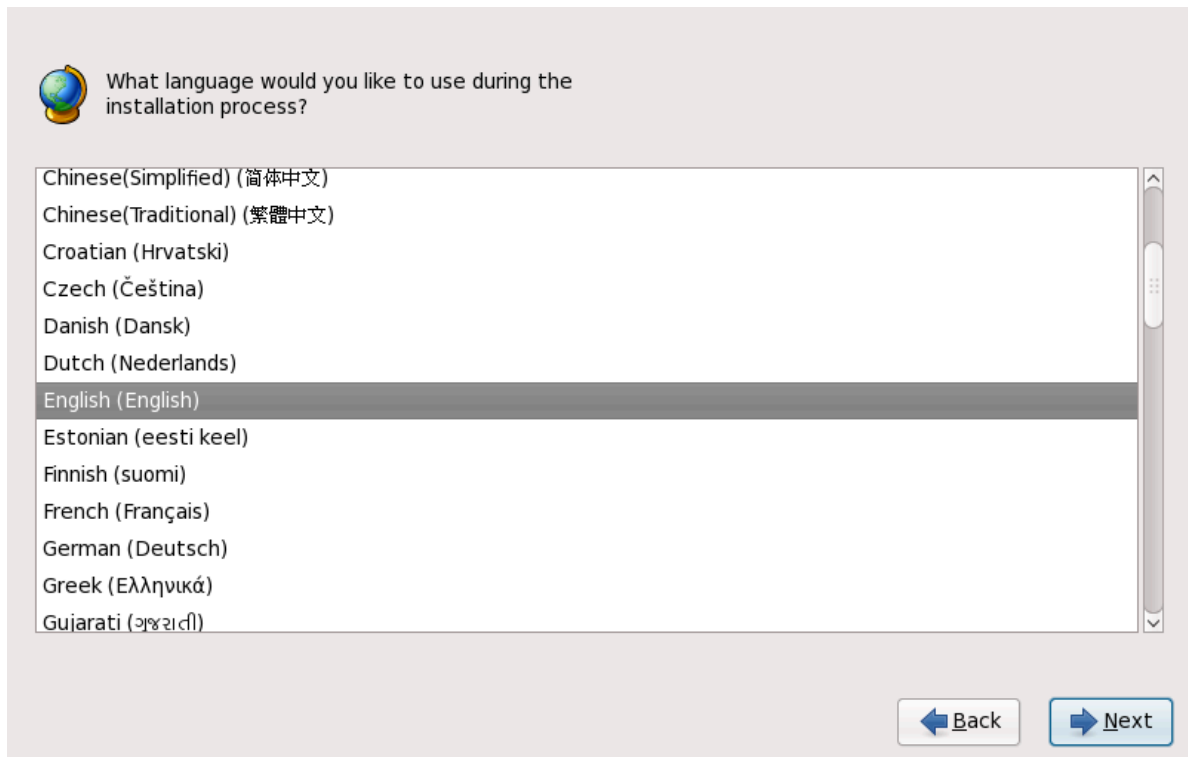 What language would you like to use during the
installation process?
Chinese(Simplified) (简体中文)
Chinese(Traditional) (繁體中文)
Croatian (Hrvatski)
Czech (Čeština)
Danish (Dansk)
Dutch (Nederlands)
English (English)
Estonian (eesti keel)
Finnish (suomi)
French (Français)
German (Deutsch)
Greek (Ελληνικά)
Gujarati (ગુજરાતી)
Back
Next